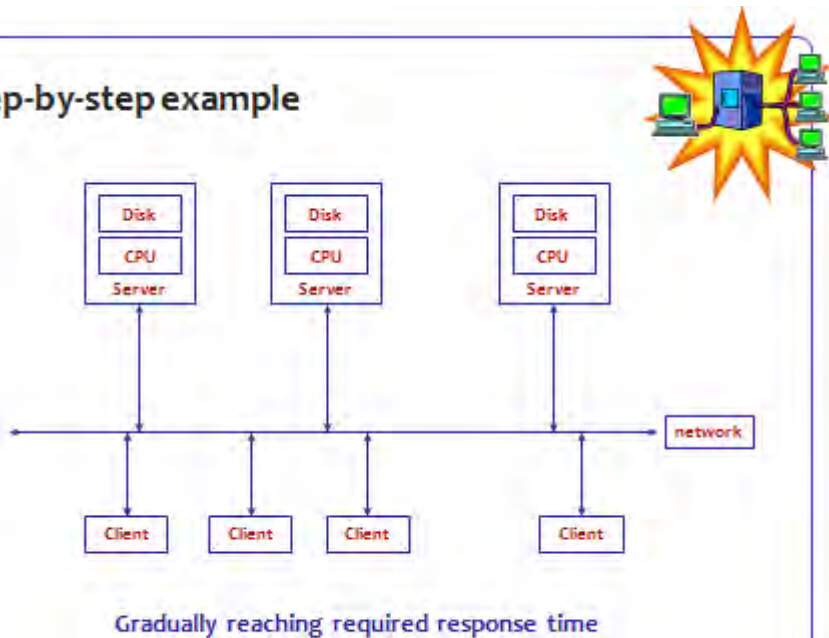 ep-by-step example
Disk
CPU
Server
Disk
CPU
Server
Disk
CPU
Server
network
Client
Client
Client
Client
Gradually reaching required response time